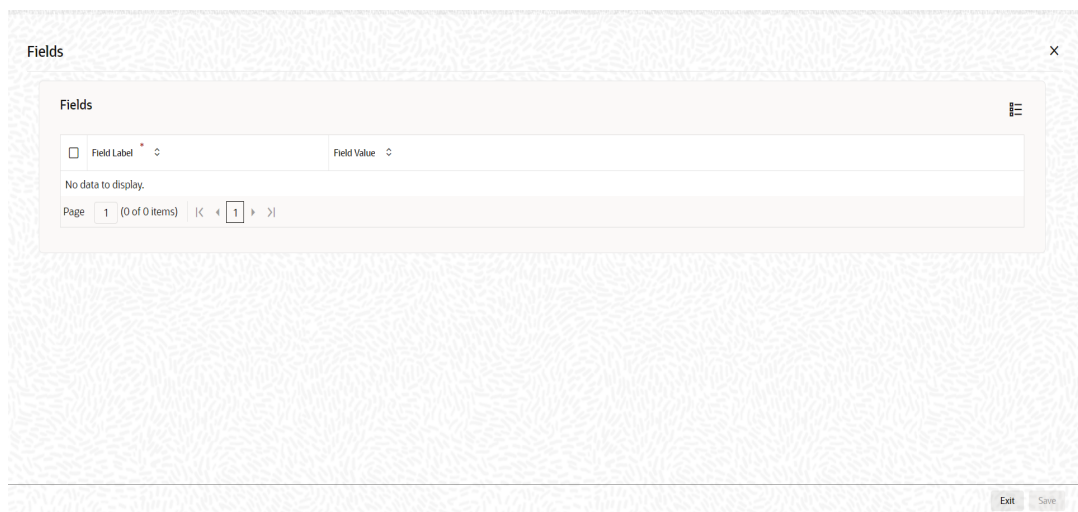 Fields
Fields
Field Label * Field Value
No data to display.
Page 1 (0 of 0 items) 1
Exit Save